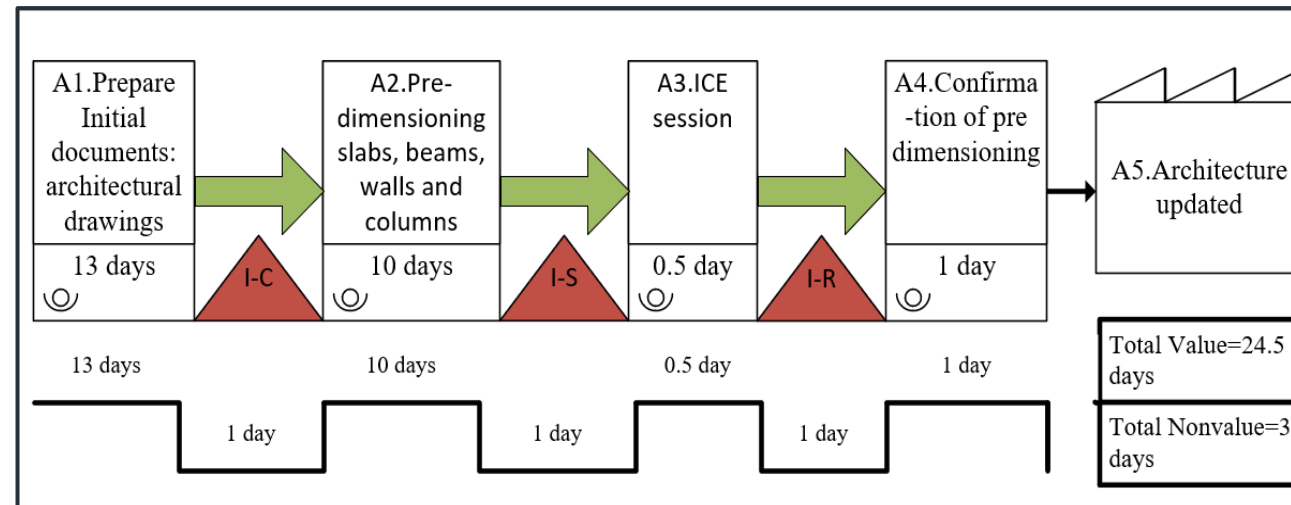 A1.Prepare
Initial
documents:
architectural
drawings
13 days
I-C
A2.Pre-
dimensioning
slabs, beams,
walls and
columns
10 days
I-S
A3.ICE
session
0.5 day
I-R
A4.Confirma
-tion of pre
dimensioning
1 day
A5.Architecture
updated
13 days
10 days
0.5 day
1 day
1 day
1 day
1 day
Total Value=24.5
days
Total Nonvalue=3
days